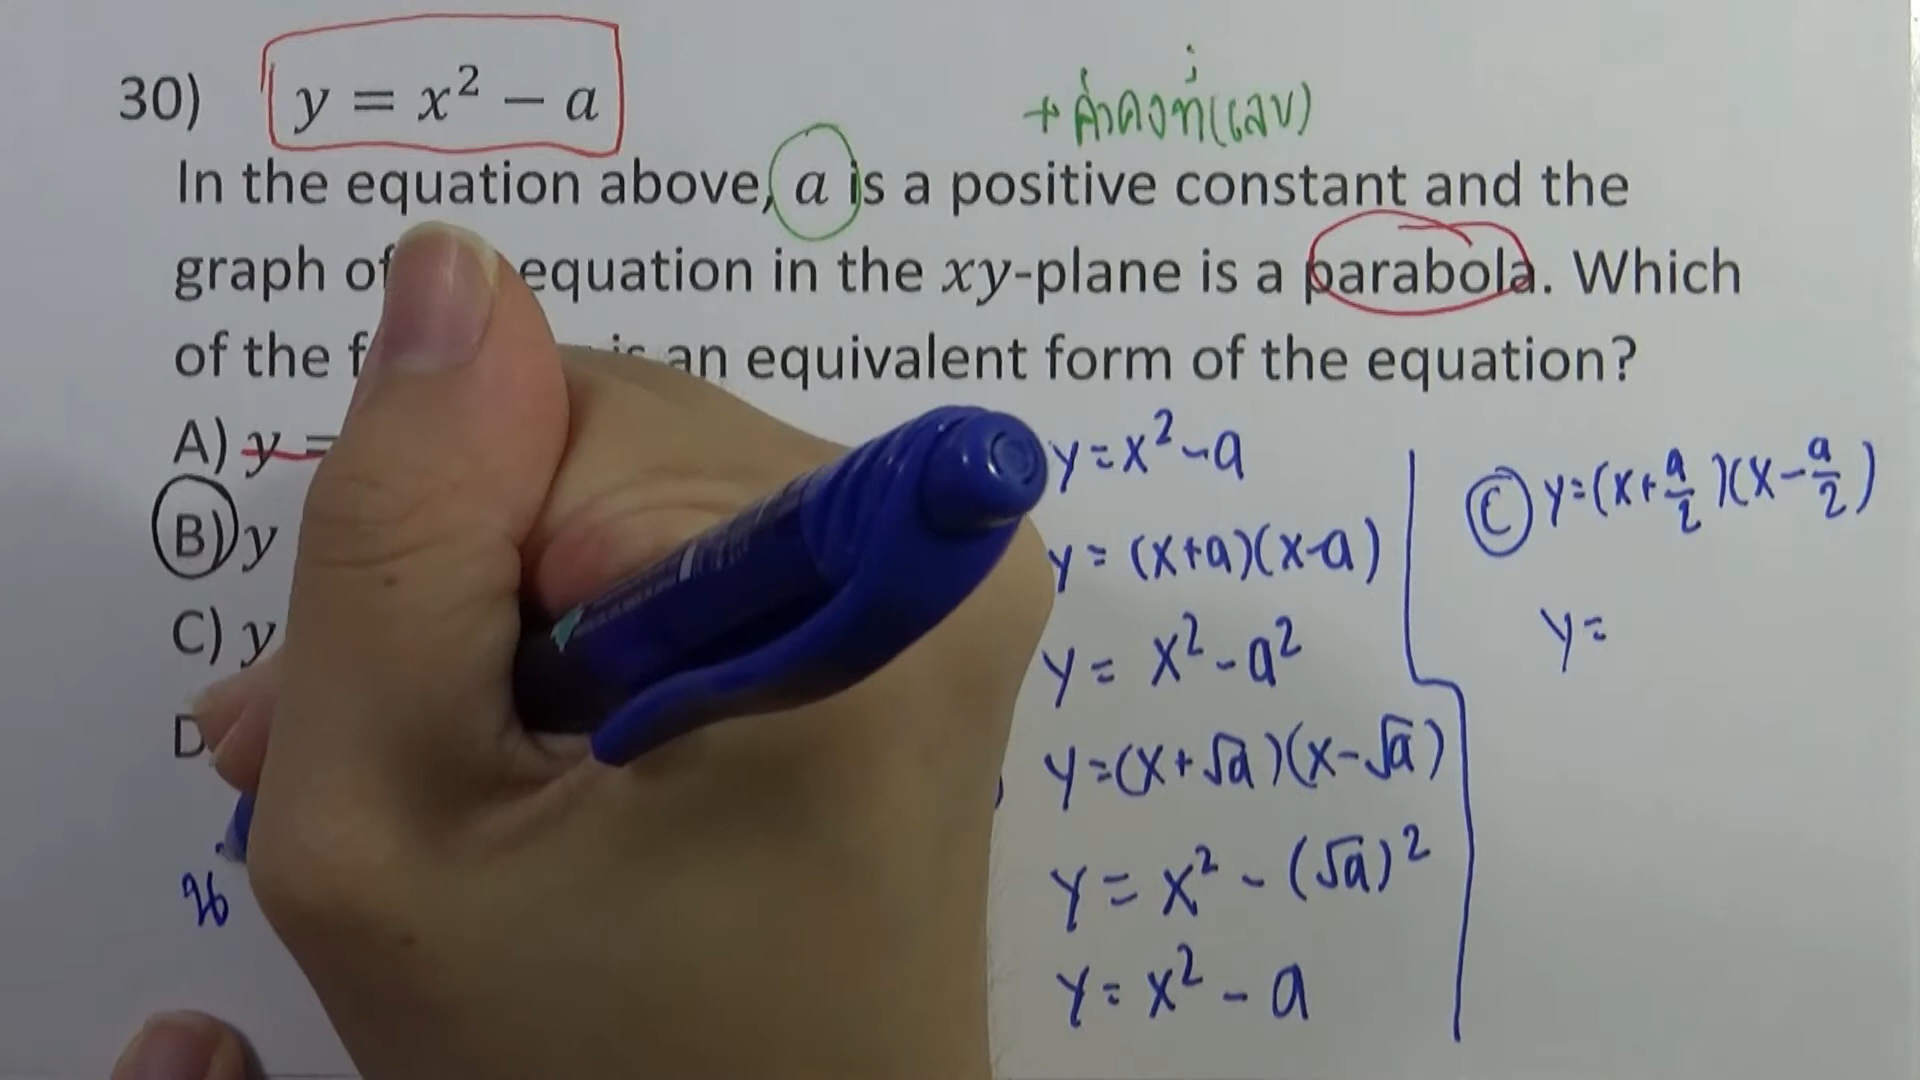 30) y = x² − a
+ ค่าคงที่(เลข)
In the equation above, a is a positive constant and the
graph of equation in the xy-plane is a parabola. Which
of the is an equivalent form of the equation?
A) y =
B) y
C) y
D
y = x² - a
y = (x+a)(x-a)
y = x² - a²
y = (x + √a)(x - √a)
y = x² - (√a)²
y = x² - a
C y = (x + a/2)(x - a/2)
y =